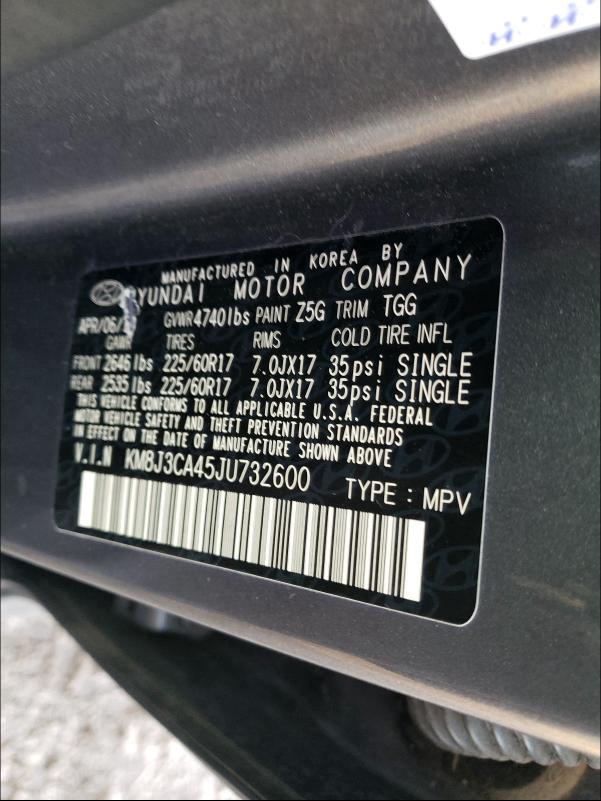 MANUFACTURED IN KOREA BY
HYUNDAI MOTOR COMPANY
APR/06/ GVWR4740lbs PAINT Z5G TRIM TGG
GAWR TIRES RIMS COLD TIRE INFL
FRONT 2646lbs 225/60R17 7.0JX17 35psi SINGLE
REAR 2535lbs 225/60R17 7.0JX17 35psi SINGLE
THIS VEHICLE CONFORMS TO ALL APPLICABLE U.S.A. FEDERAL
MOTOR VEHICLE SAFETY AND THEFT PREVENTION STANDARDS
IN EFFECT ON THE DATE OF MANUFACTURE SHOWN ABOVE
V.I.N KM8J3CA45JU732600 TYPE : MPV